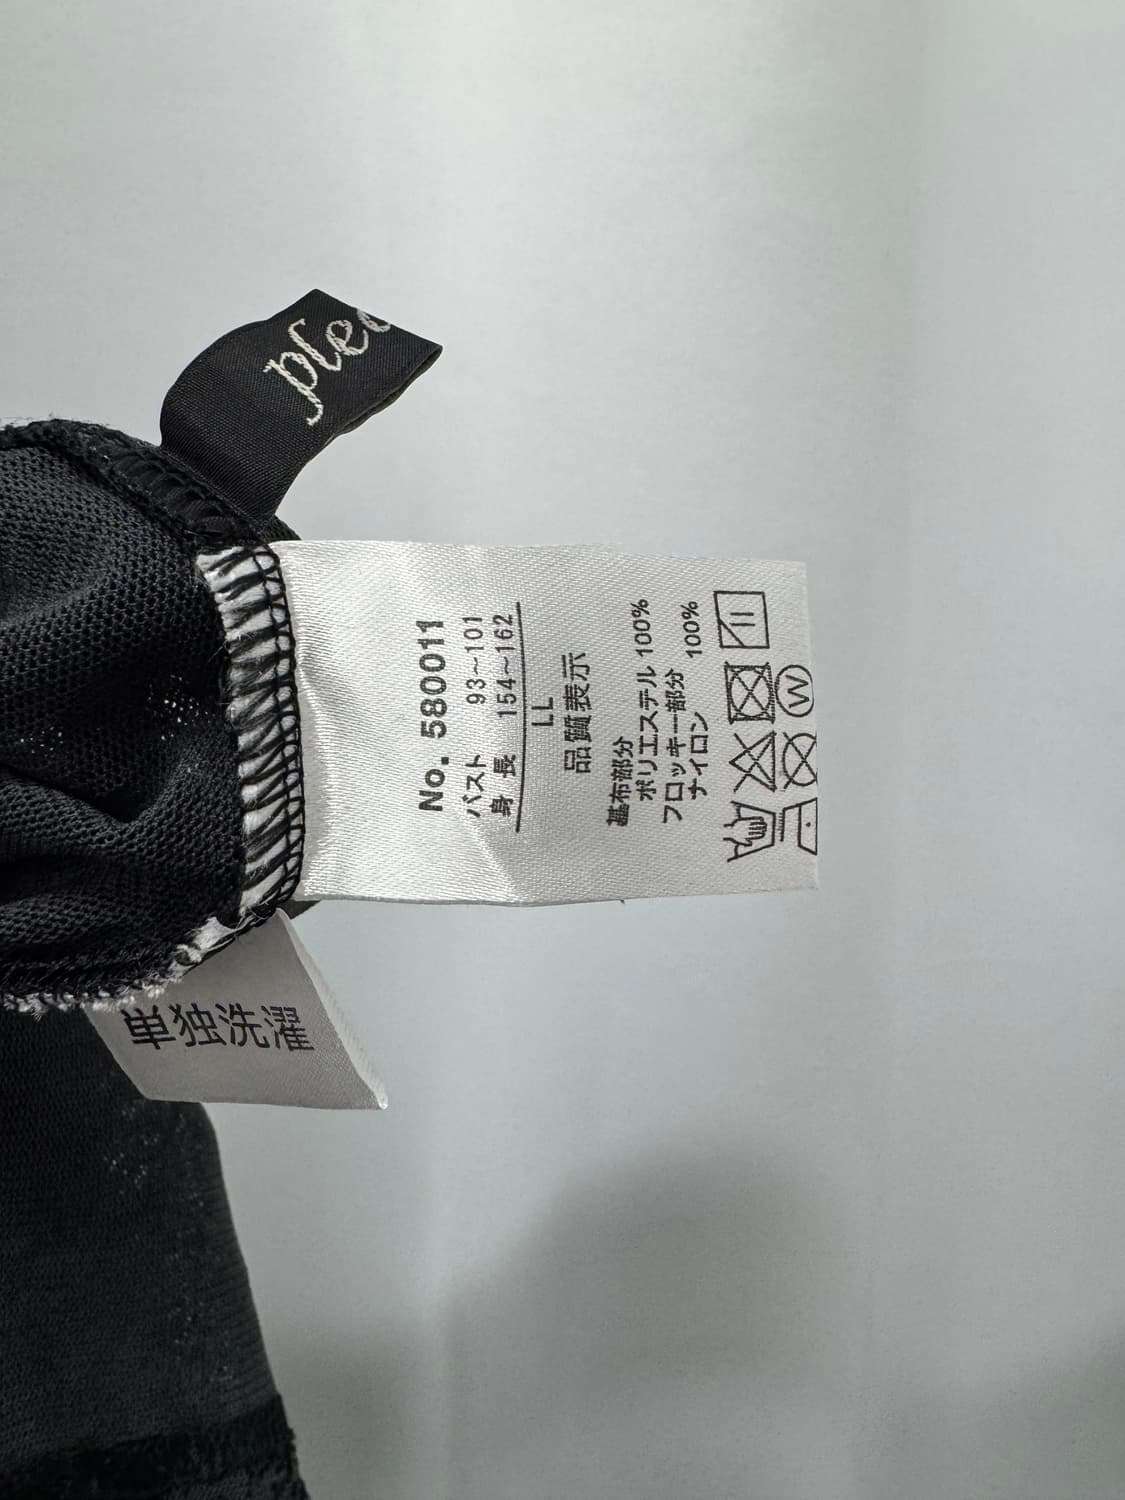 No. 580011
バスト 93~101
身長 154~162
LL
品質表示
基布部分
ポリエステル 100%
フロッキー部分
ナイロン 100%
W
単独洗濯